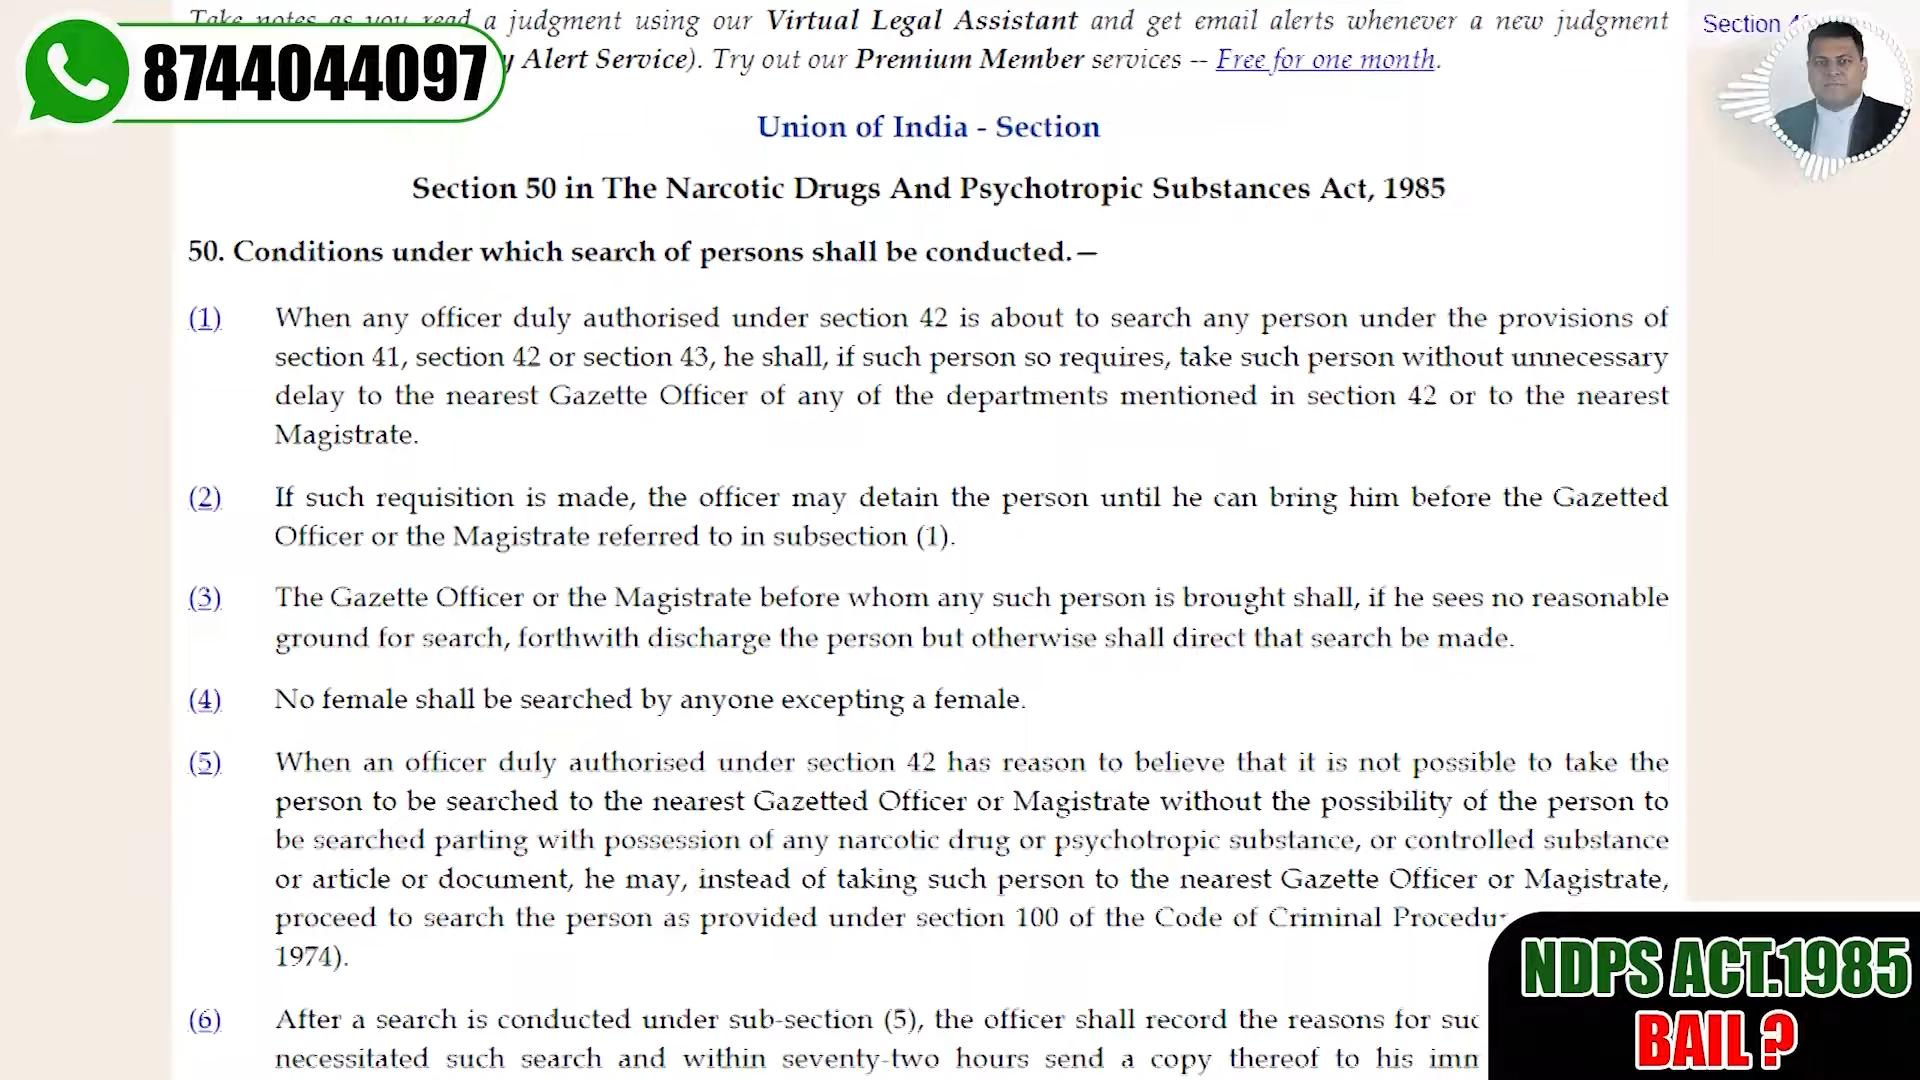 Take notes as you read a judgment using our Virtual Legal Assistant and get email alerts whenever a new judgment
Section
8744044097
y Alert Service). Try out our Premium Member services -- Free for one month.
Union of India - Section
Section 50 in The Narcotic Drugs And Psychotropic Substances Act, 1985
50. Conditions under which search of persons shall be conducted.—
(1) When any officer duly authorised under section 42 is about to search any person under the provisions of
section 41, section 42 or section 43, he shall, if such person so requires, take such person without unnecessary
delay to the nearest Gazette Officer of any of the departments mentioned in section 42 or to the nearest
Magistrate.
(2) If such requisition is made, the officer may detain the person until he can bring him before the Gazetted
Officer or the Magistrate referred to in subsection (1).
(3) The Gazette Officer or the Magistrate before whom any such person is brought shall, if he sees no reasonable
ground for search, forthwith discharge the person but otherwise shall direct that search be made.
(4) No female shall be searched by anyone excepting a female.
(5) When an officer duly authorised under section 42 has reason to believe that it is not possible to take the
person to be searched to the nearest Gazetted Officer or Magistrate without the possibility of the person to
be searched parting with possession of any narcotic drug or psychotropic substance, or controlled substance
or article or document, he may, instead of taking such person to the nearest Gazette Officer or Magistrate,
proceed to search the person as provided under section 100 of the Code of Criminal Procedu
1974).
(6) After a search is conducted under sub-section (5), the officer shall record the reasons for suc
necessitated such search and within seventy-two hours send a copy thereof to his imm
NDPS ACT.1985
BAIL ?